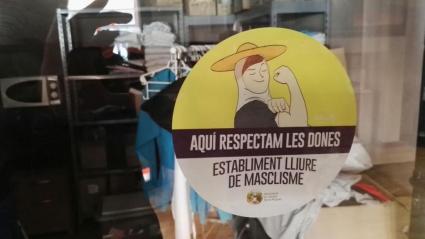 AQUÍ RESPECTAM LES DONES
ESTABLIMENT LLIURE
DE MASCLISME